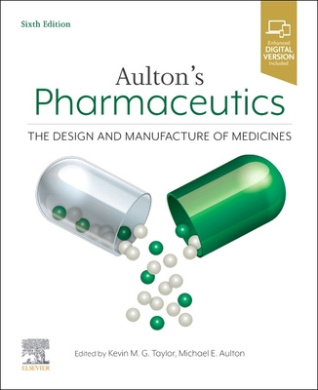 Sixth Edition
Enhanced
DIGITAL
VERSION
Included
Aulton's
Pharmaceutics
THE DESIGN AND MANUFACTURE OF MEDICINES
Edited by Kevin M. G. Taylor, Michael E. Aulton
ELSEVIER